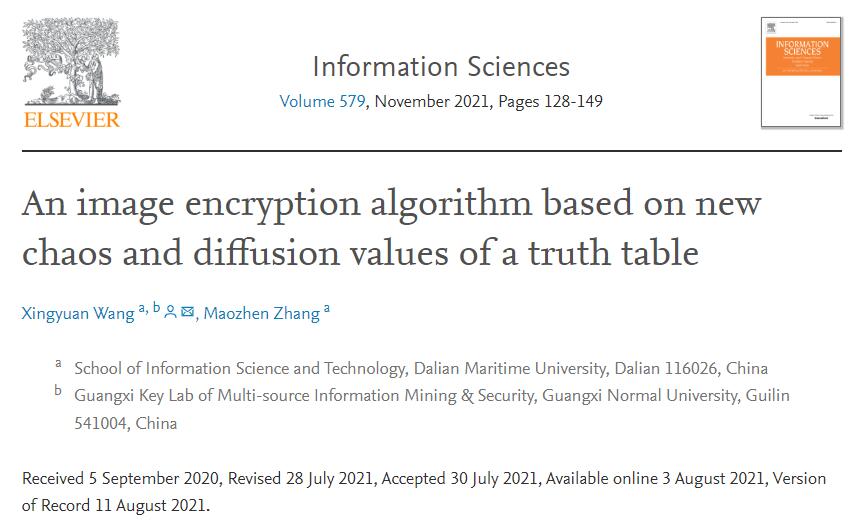 ELSEVIER
Information Sciences
Volume 579, November 2021, Pages 128-149
INFORMATION
SCIENCES
An image encryption algorithm based on new
chaos and diffusion values of a truth table
Xingyuan Wang a, b, Maozhen Zhang a
a School of Information Science and Technology, Dalian Maritime University, Dalian 116026, China
b Guangxi Key Lab of Multi-source Information Mining & Security, Guangxi Normal University, Guilin
541004, China
Received 5 September 2020, Revised 28 July 2021, Accepted 30 July 2021, Available online 3 August 2021, Version
of Record 11 August 2021.